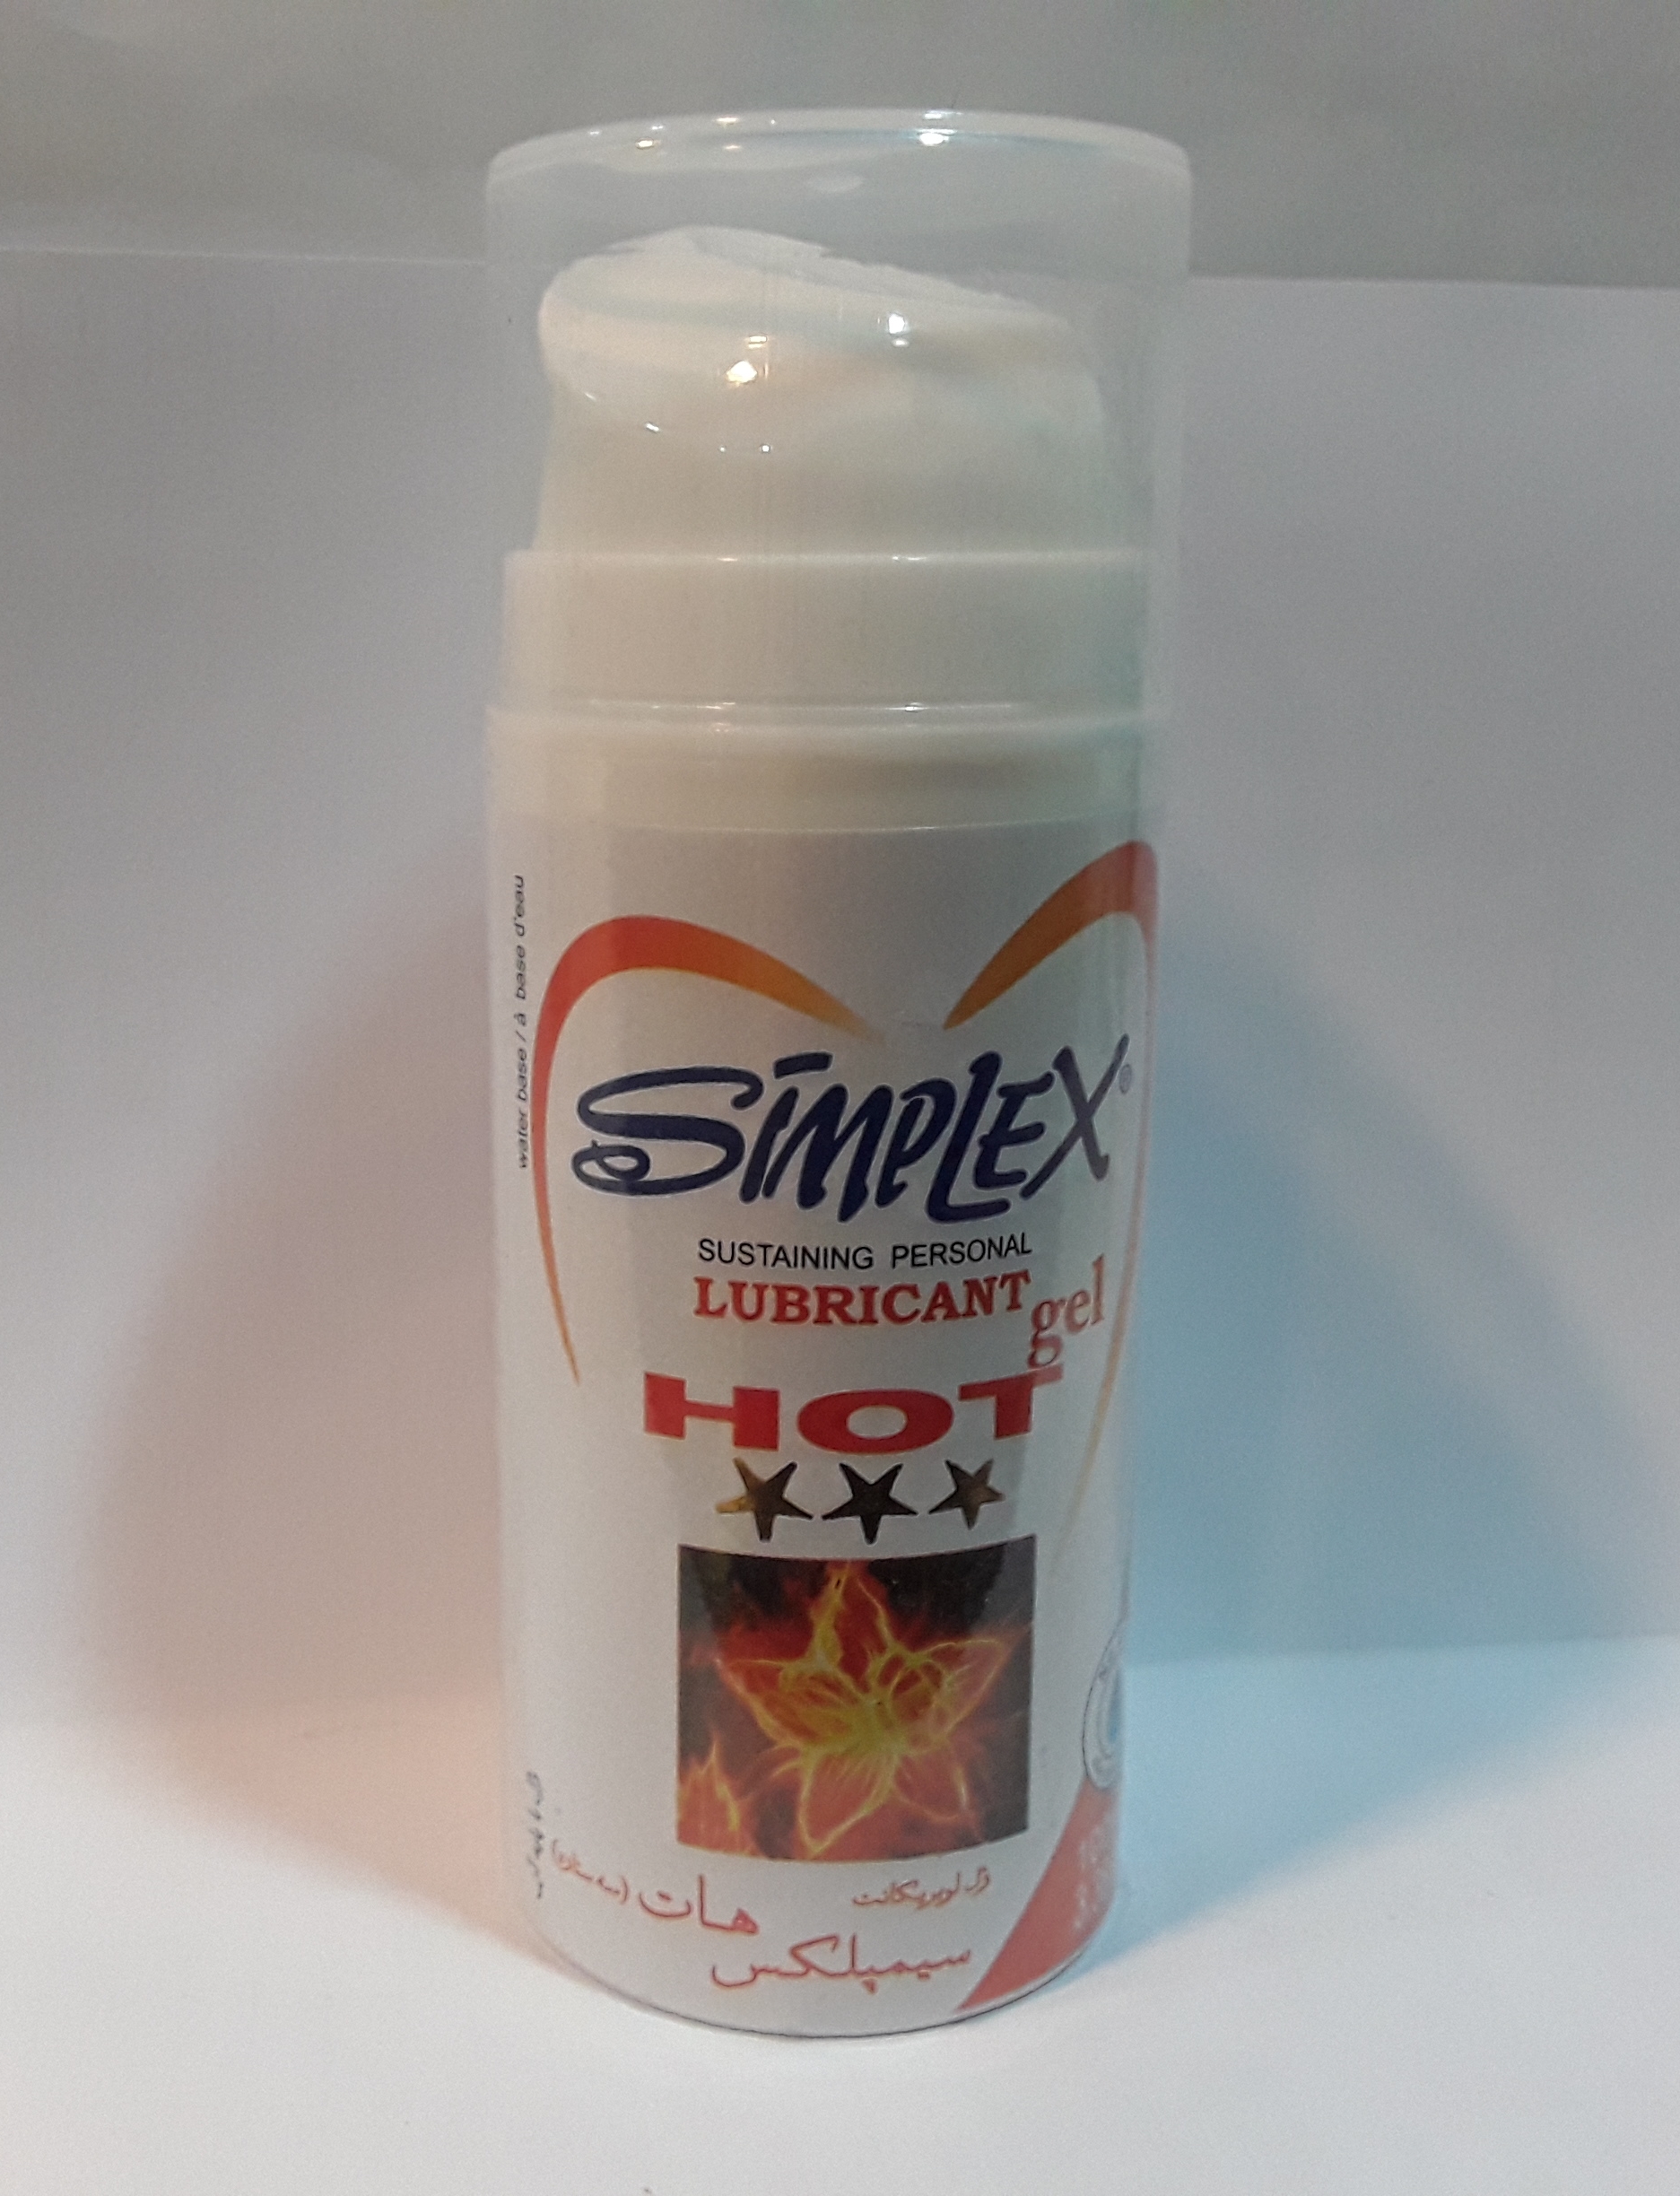 water base / à base d'eau
SIMPLEX®
SUSTAINING PERSONAL
LUBRICANT gel
HOT
ژل لوبریکانت
هات (سه ستاره)
سیمپلکس